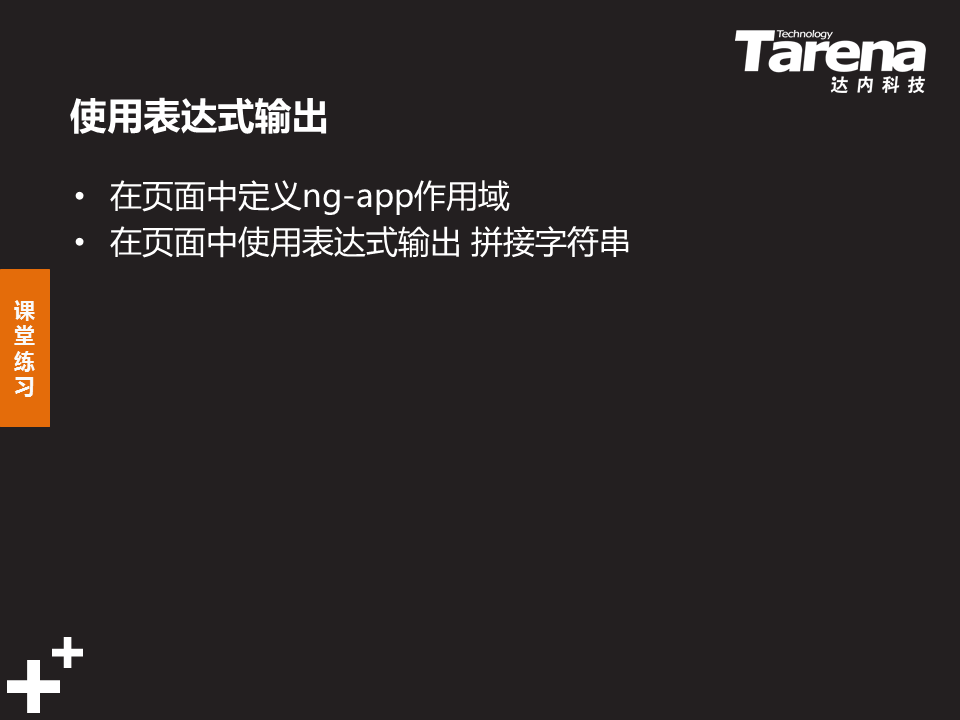 Technology
Tarena
达内科技
使用表达式输出
• 在页面中定义ng-app作用域
• 在页面中使用表达式输出 拼接字符串
课
堂
练
习